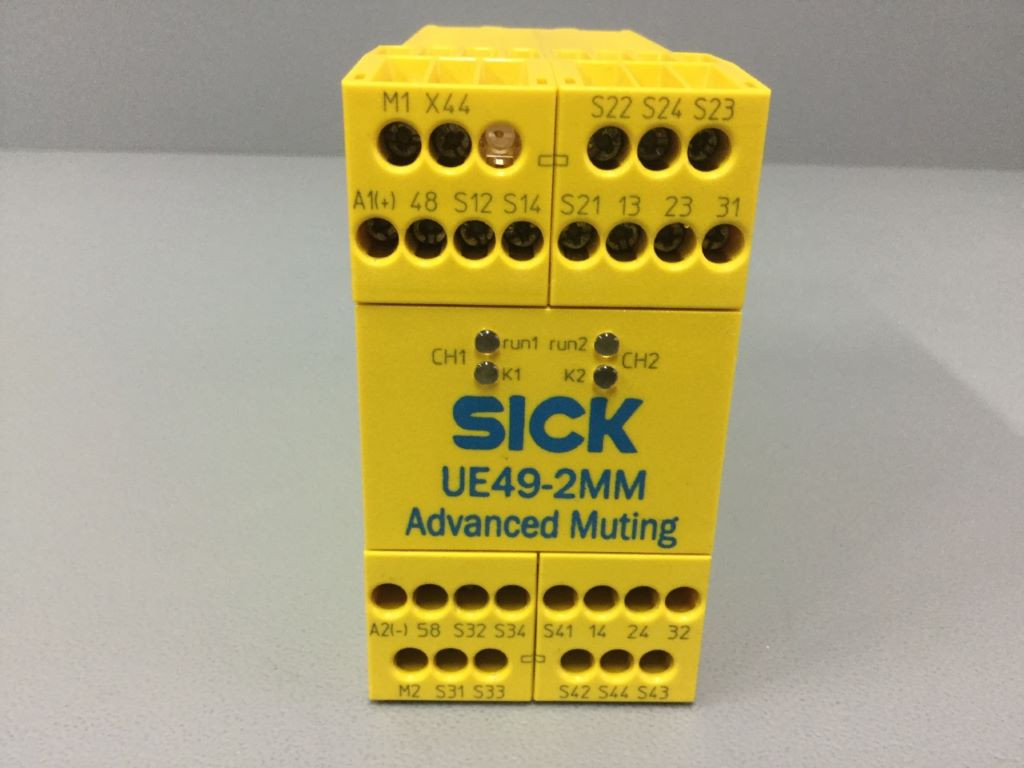 M1 X44 S22 S24 S23
A1(+) 48 S12 S14 S21 13 23 31
run1 run2
CH1 CH2
K1 K2
SICK
UE49-2MM
Advanced Muting
A2(-) 58 S32 S34 S41 14 24 32
M2 S31 S33 S42 S44 S43